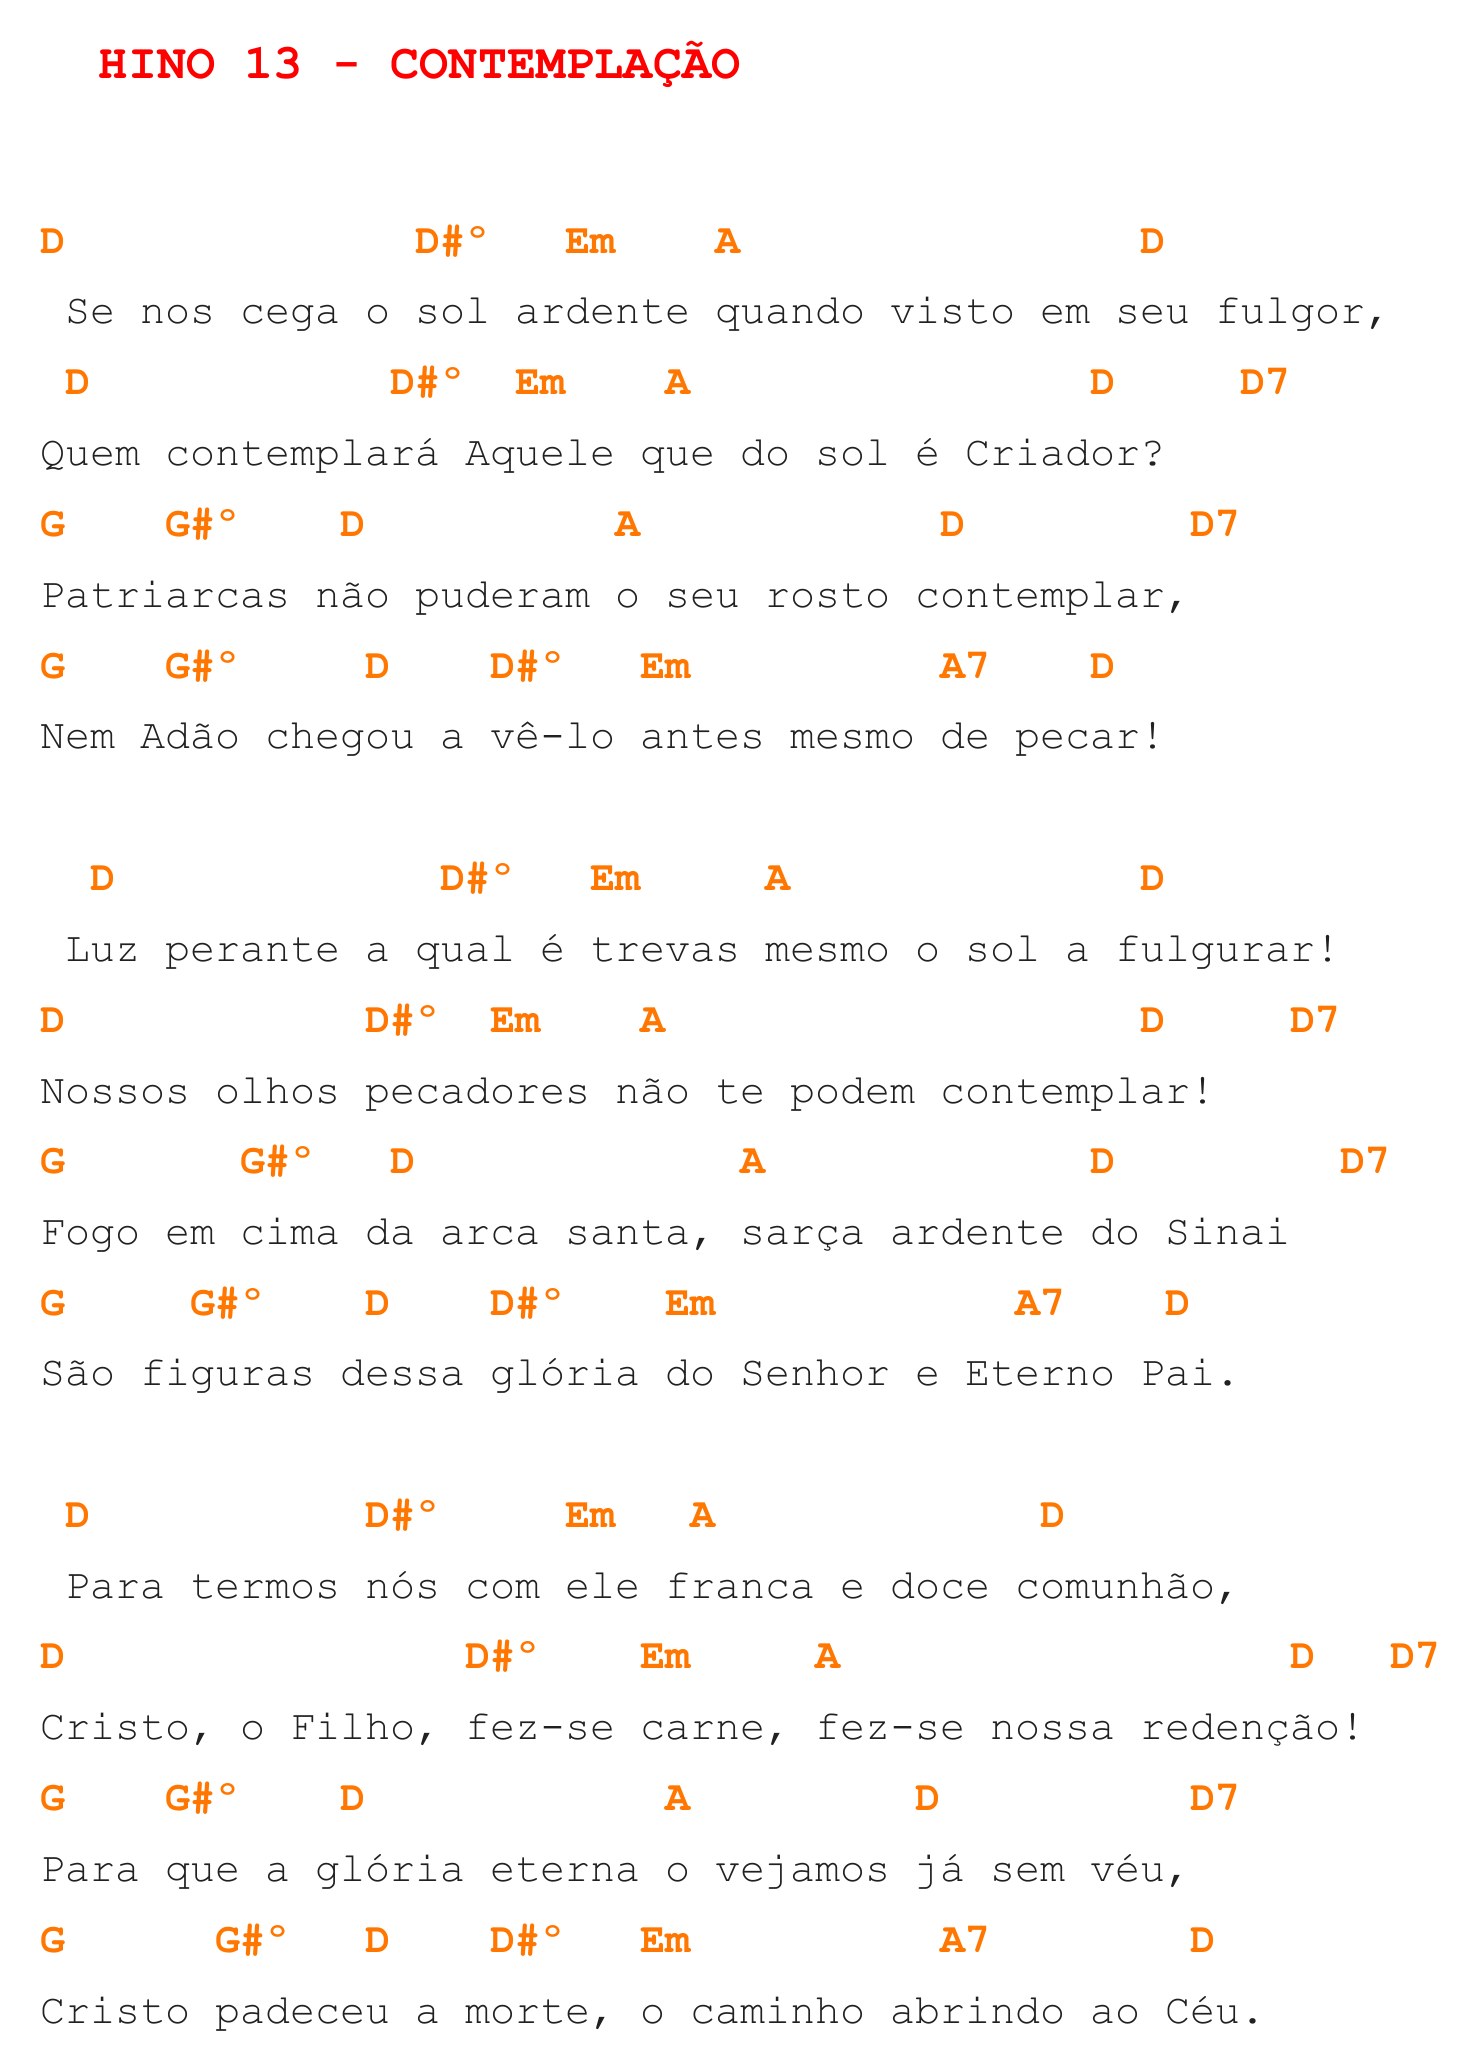 HINO 13 - CONTEMPLAÇÃO
D D#º Em A D
Se nos cega o sol ardente quando visto em seu fulgor,
D D#º Em A D D7
Quem contemplará Aquele que do sol é Criador?
G G#º D A D D7
Patriarcas não puderam o seu rosto contemplar,
G G#º D D#º Em A7 D
Nem Adão chegou a vê-lo antes mesmo de pecar!
D D#º Em A D
Luz perante a qual é trevas mesmo o sol a fulgurar!
D D#º Em A D D7
Nossos olhos pecadores não te podem contemplar!
G G#º D A D D7
Fogo em cima da arca santa, sarça ardente do Sinai
G G#º D D#º Em A7 D
São figuras dessa glória do Senhor e Eterno Pai.
D D#º Em A D
Para termos nós com ele franca e doce comunhão,
D D#º Em A D D7
Cristo, o Filho, fez-se carne, fez-se nossa redenção!
G G#º D A D D7
Para que a glória eterna o vejamos já sem véu,
G G#º D D#º Em A7 D
Cristo padeceu a morte, o caminho abrindo ao Céu.